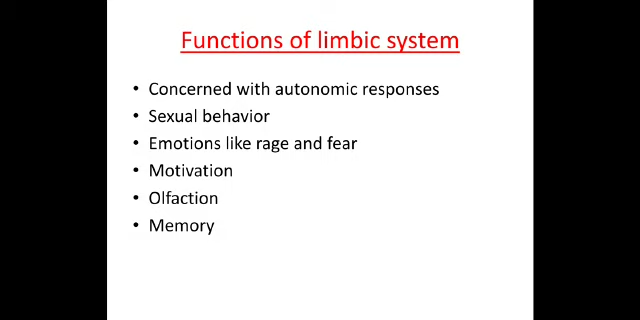 Functions of limbic system
• Concerned with autonomic responses
• Sexual behavior
• Emotions like rage and fear
• Motivation
• Olfaction
• Memory